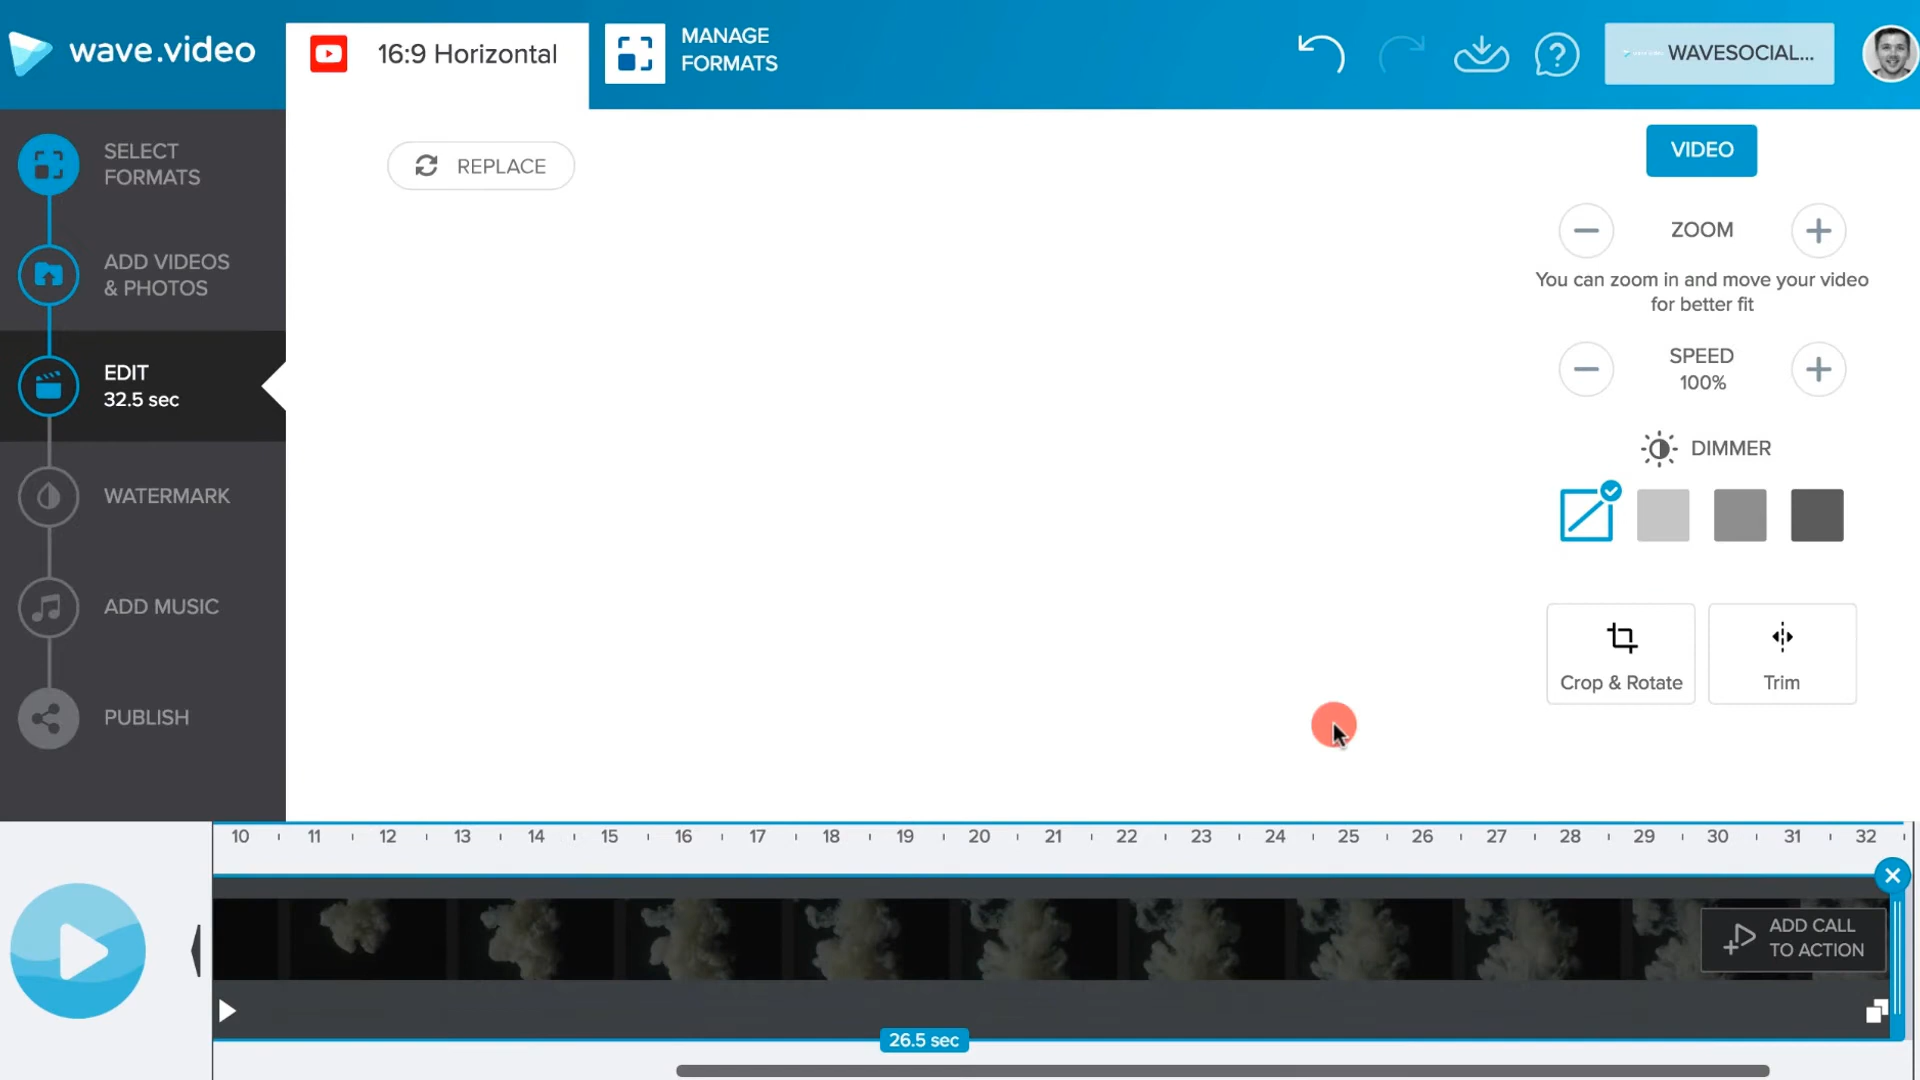 wave.video
16:9 Horizontal
MANAGE
FORMATS
WAVESOCIAL...
SELECT
FORMATS
ADD VIDEOS
& PHOTOS
EDIT
32.5 sec
WATERMARK
ADD MUSIC
PUBLISH
REPLACE
VIDEO
ZOOM
You can zoom in and move your video
for better fit
SPEED
100%
DIMMER
Crop & Rotate
Trim
10 11 12 13 14 15 16 17 18 19 20 21 22 23 24 25 26 27 28 29 30 31 32
ADD CALL
TO ACTION
26.5 sec